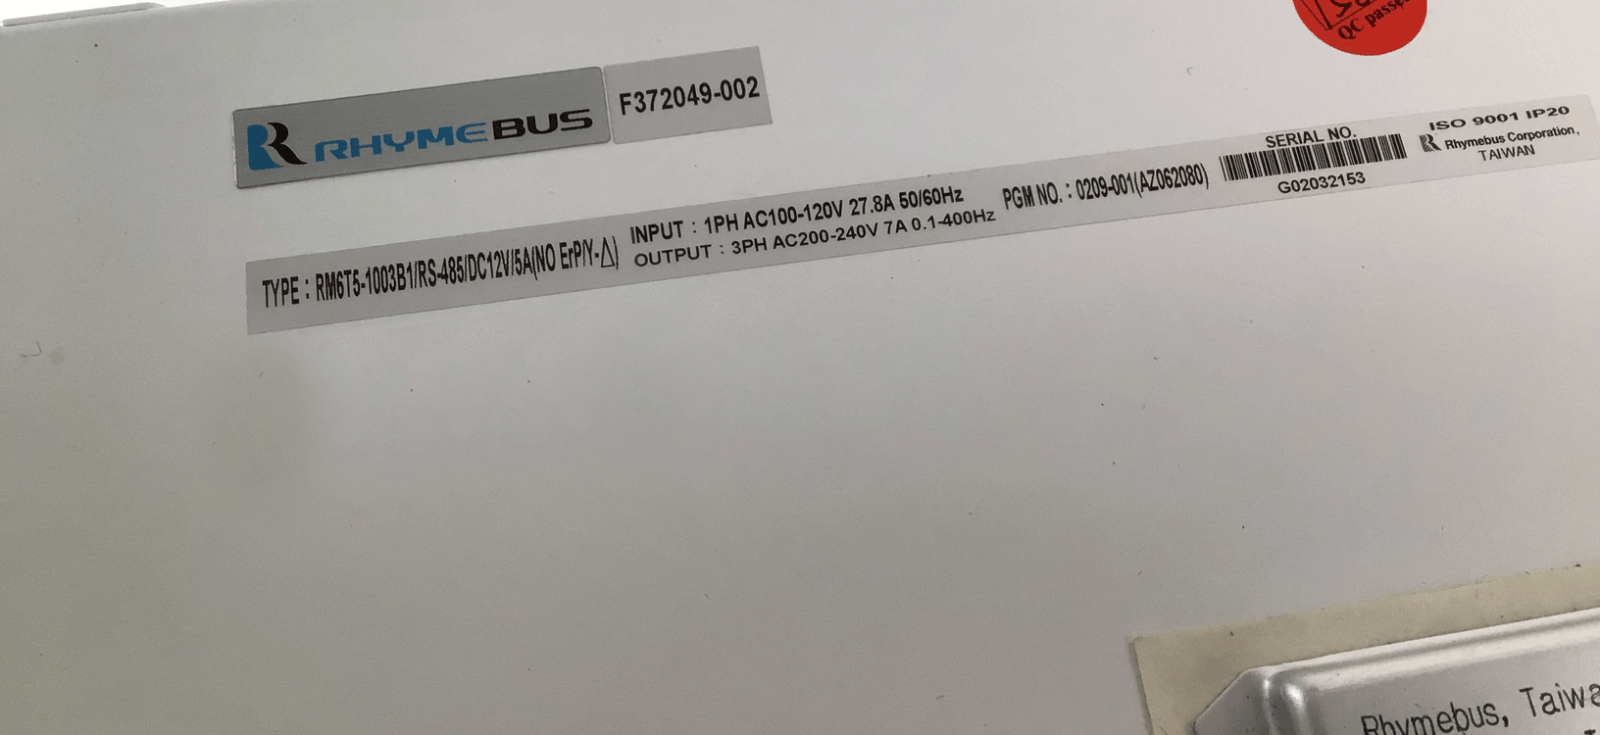 QC passed
RHYMEBUS F372049-002
TYPE : RM6T5-1003B1/RS-485/DC12V/5A(NO ErP/Y-Δ)
INPUT : 1PH AC100-120V 27.8A 50/60Hz
OUTPUT : 3PH AC200-240V 7A 0.1-400Hz
PGM NO. : 0209-001(AZ062080)
SERIAL NO.
G02032153
ISO 9001 IP20
Rhymebus Corporation,
TAIWAN
Rhymebus, Taiwa